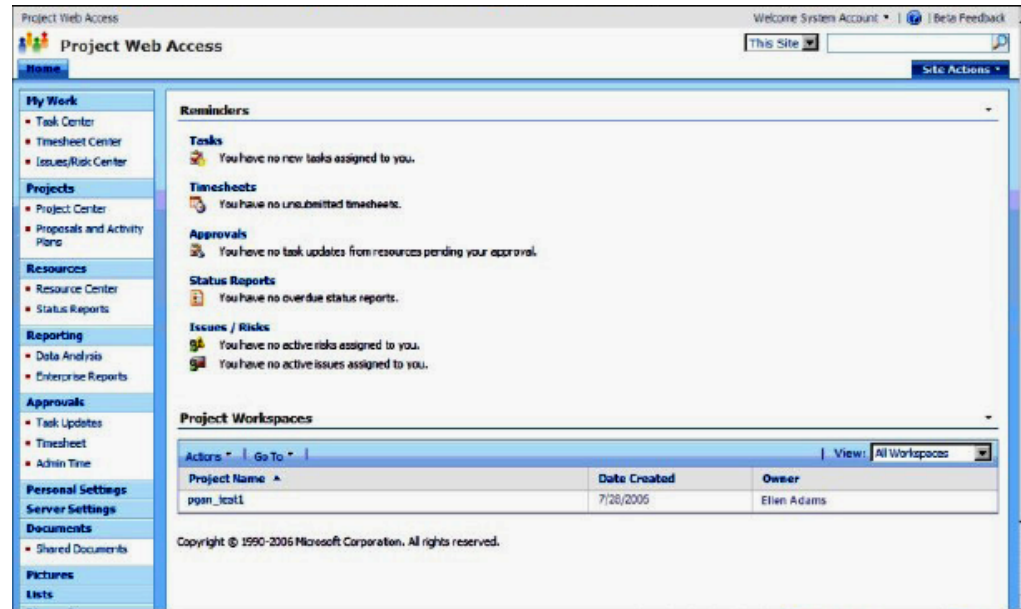 Project Web Access
Welcome System Account
Beta Feedback
Project Web Access
This Site
Home
Site Actions
My Work
Task Center
Timesheet Center
Issues/Risk Center
Projects
Project Center
Proposals and Activity
Plans
Resources
Resource Center
Status Reports
Reporting
Data Analysis
Enterprise Reports
Approvals
Task Updates
Timesheet
Admin Time
Personal Settings
Server Settings
Documents
Shared Documents
Pictures
Lists
Reminders
Tasks
You have no new tasks assigned to you.
Timesheets
You have no unsubmitted timesheets.
Approvals
You have no task updates from resources pending your approval.
Status Reports
You have no overdue status reports.
Issues / Risks
You have no active risks assigned to you.
You have no active issues assigned to you.
Project Workspaces
Actions | Go To |
| View: All Workspaces
Project Name Date Created Owner
7/28/2005 Ellen Adams
Copyright © 1990-2006 Microsoft Corporation. All rights reserved.